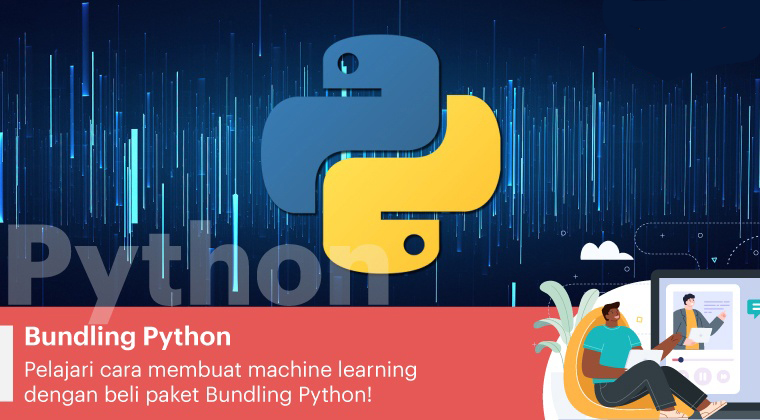 Python
Bundling Python
Pelajari cara membuat machine learning
dengan beli paket Bundling Python!